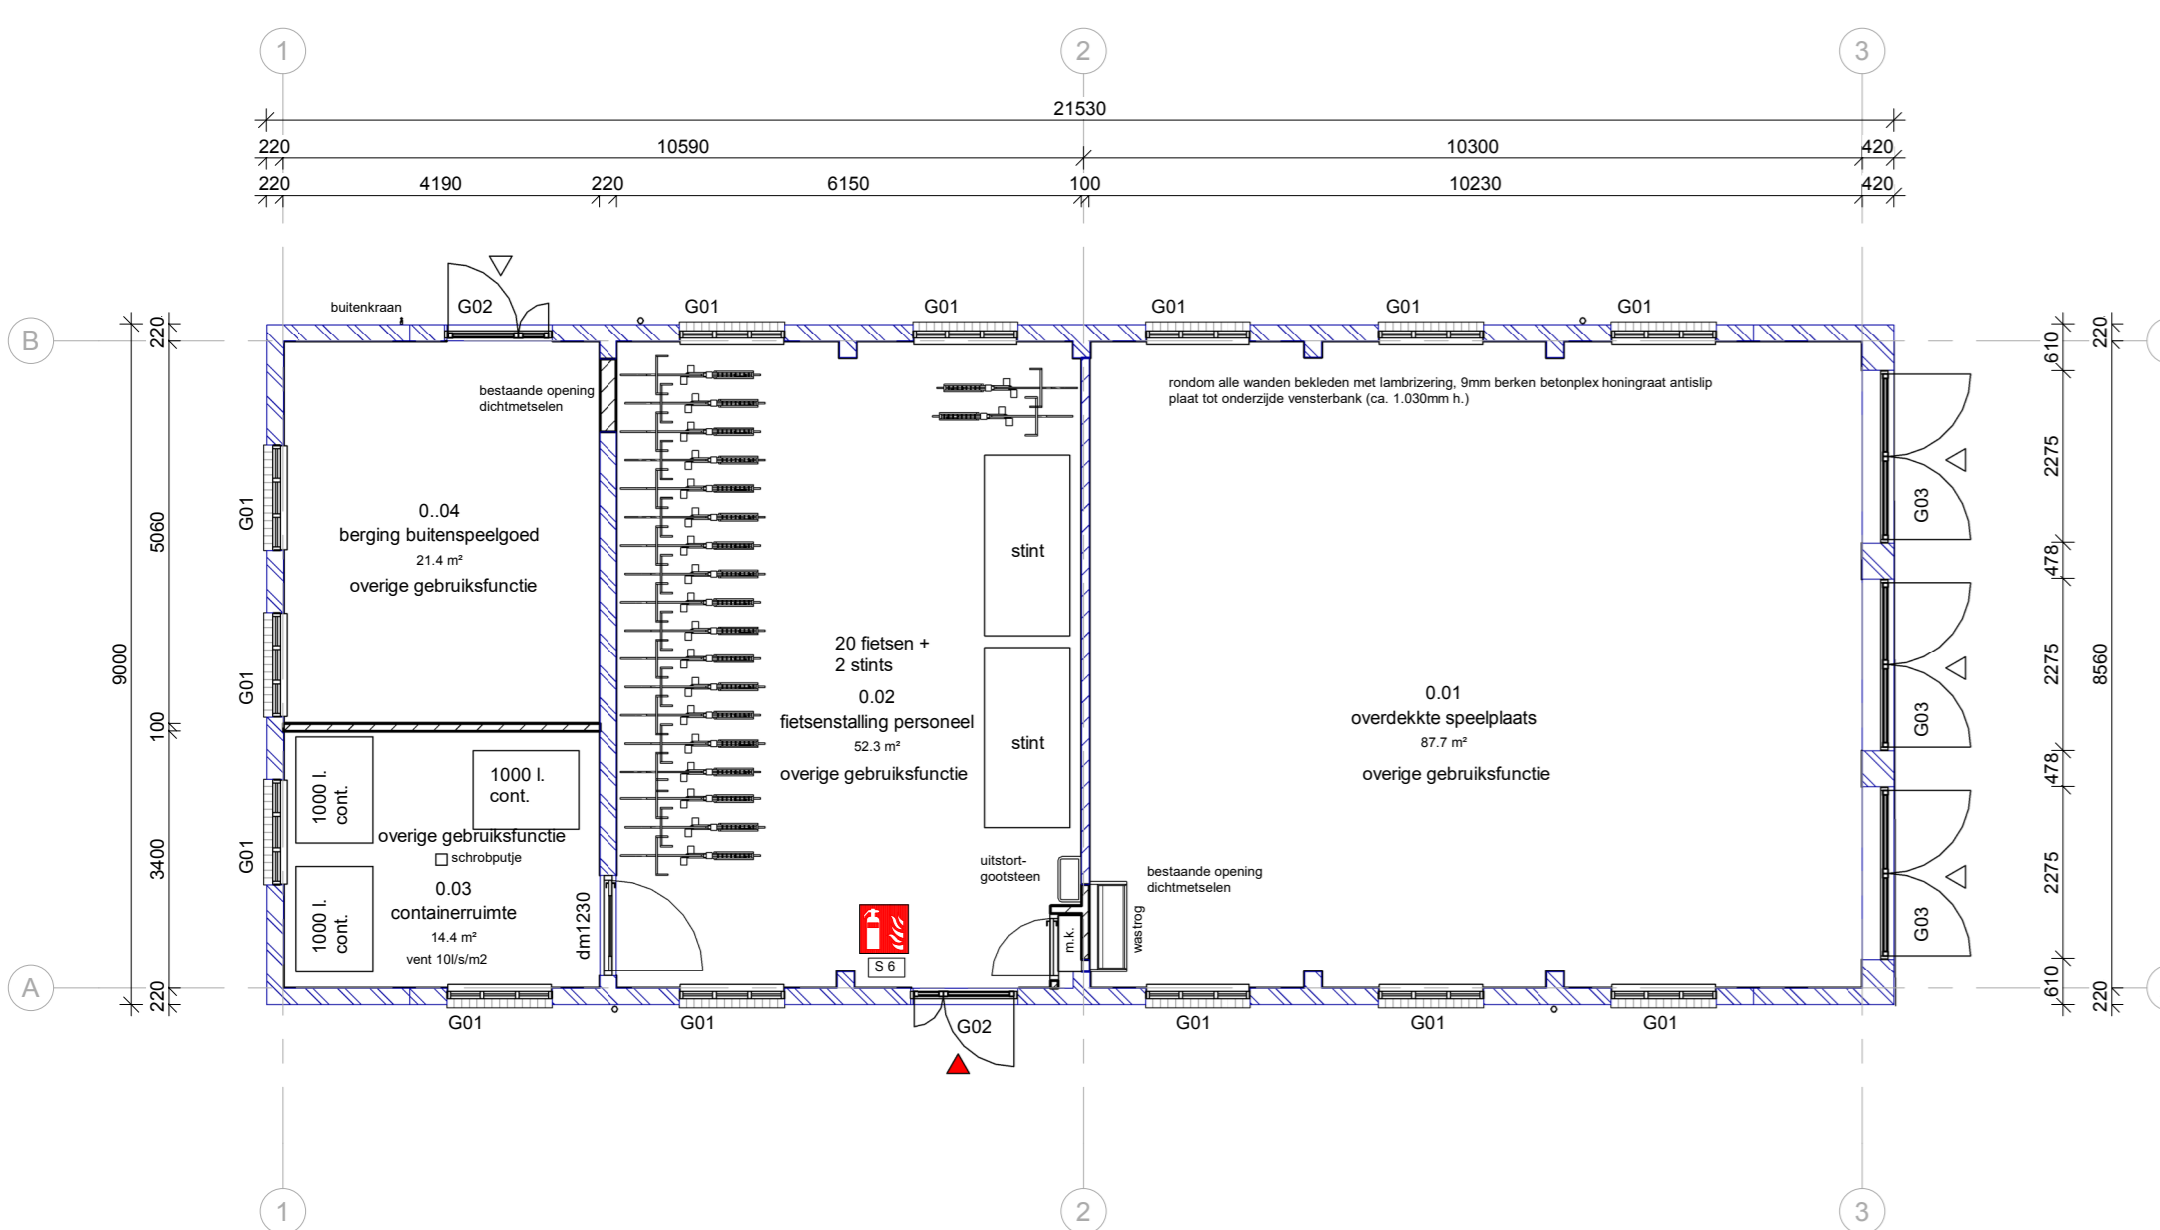 1
2
3
21530
220
10590
10300
420
220
4190
220
6150
100
10230
420
buitenkraan
G02
G01
G01
G01
G01
G01
B
220
610
220
bestaande opening
dichtmetselen
rondom alle wanden bekleden met lambrizering, 9mm berken betonplex honingraat antislip
plaat tot onderzijde vensterbank (ca. 1.030mm h.)
2275
G03
G01
0..04
berging buitenspeelgoed
21.4 m²
overige gebruiksfunctie
5060
stint
478
20 fietsen +
2 stints
0.02
fietsenstalling personeel
52.3 m²
overige gebruiksfunctie
9000
G01
0.01
overdekkte speelplaats
87.7 m²
overige gebruiksfunctie
2275
8560
G03
100
stint
478
1000 l.
cont.
1000 l.
cont.
overige gebruiksfunctie
schrobputje
G01
3400
0.03
containerruimte
14.4 m²
vent 10l/s/m2
1000 l.
cont.
dm1230
uitstort-
gootsteen
bestaande opening
dichtmetselen
wastrog
m.k.
S 6
2275
G03
A
220
610
220
G01
G01
G02
G01
G01
G01
1
2
3